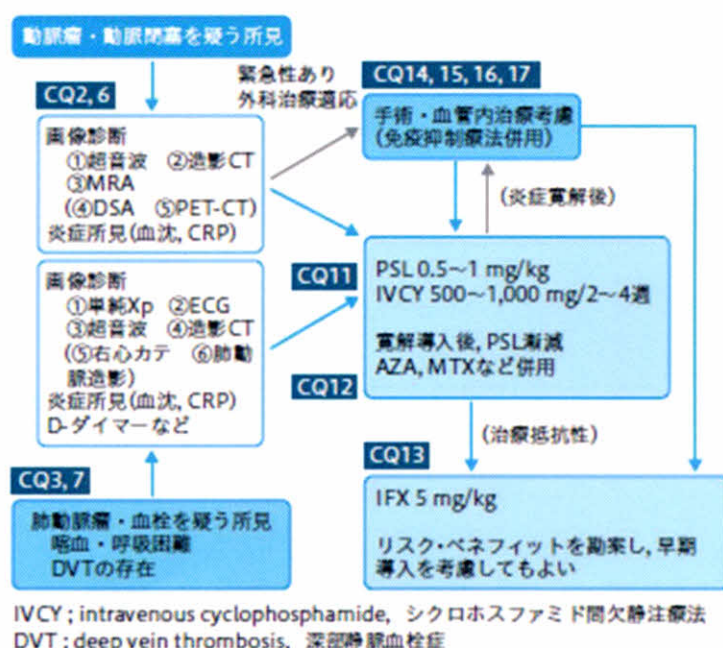 動脈瘤・動脈閉塞を疑う所見
CQ2, 6
画像診断
①超音波 ②造影CT
③MRA
(④DSA ⑤PET-CT)
炎症所見(血沈, CRP)
緊急性あり
外科治療適応
CQ14, 15, 16, 17
手術・血管内治療考慮
(免疫抑制療法併用)
(炎症寛解後)
画像診断
①単純Xp ②ECG
③超音波 ④造影CT
(⑤右心カテ ⑥肺動
脈造影)
炎症所見(血沈, CRP)
D-ダイマーなど
CQ11
PSL 0.5～1 mg/kg
IVCY 500～1,000 mg/2～4週
寛解導入後, PSL漸減
AZA, MTXなど併用
CQ12
(治療抵抗性)
CQ3, 7
肺動脈瘤・血栓を疑う所見
喀血・呼吸困難
DVTの存在
CQ13
IFX 5 mg/kg
リスク・ベネフィットを勘案し, 早期
導入を考慮してもよい
IVCY ; intravenous cyclophosphamide, シクロホスファミド間欠静注療法
DVT ; deep vein thrombosis, 深部静脈血栓症